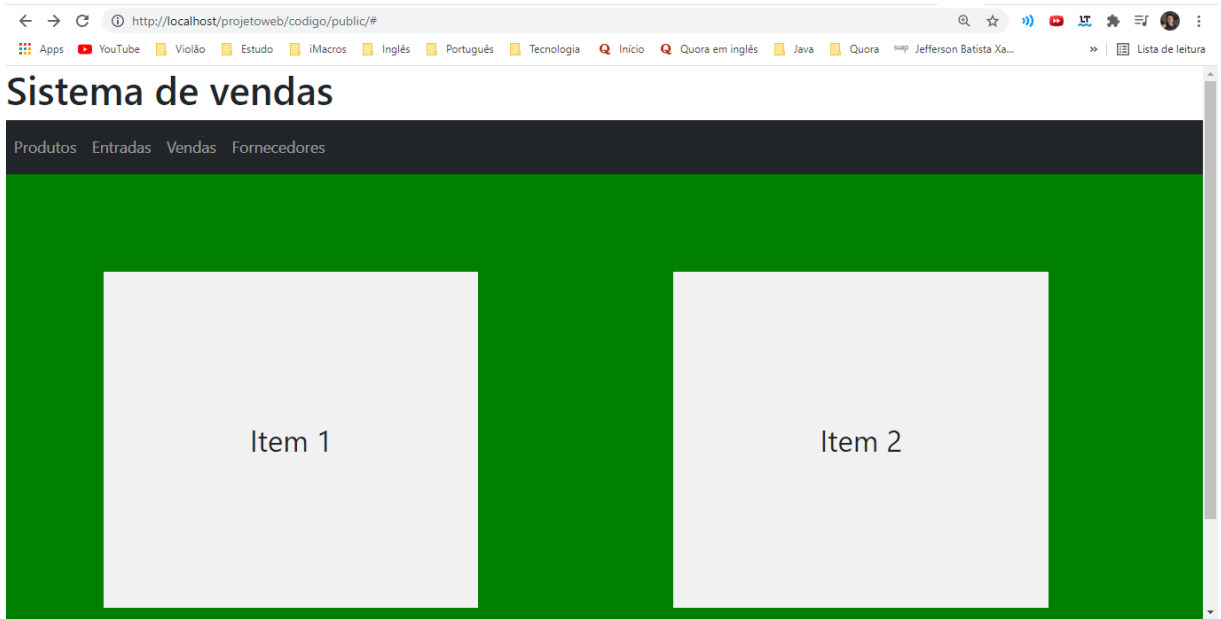 http://localhost/projetoweb/codigo/public/#
Apps YouTube Violão Estudo iMacros Inglês Português Tecnologia Início Quora em inglês Java Quora suap Jefferson Batista Xa... » Lista de leitura
Sistema de vendas
Produtos Entradas Vendas Fornecedores
Item 1 Item 2